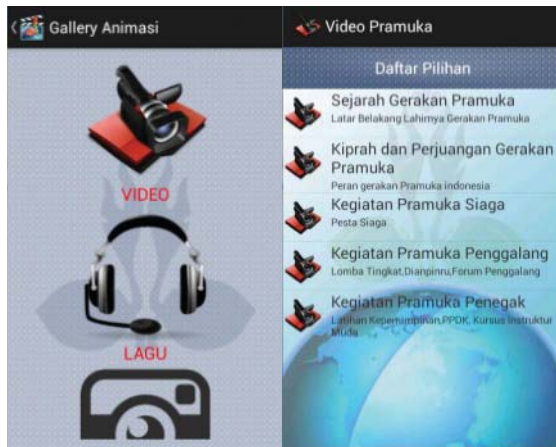 Gallery Animasi
VIDEO
LAGU
Video Pramuka
Daftar Pilihan
Sejarah Gerakan Pramuka
Latar Belakang Lahirnya Gerakan Pramuka
Kiprah dan Perjuangan Gerakan
Pramuka
Peran gerakan Pramuka indonesia
Kegiatan Pramuka Siaga
Pesta Siaga
Kegiatan Pramuka Penggalang
Lomba Tingkat,Dianpinru,Forum Penggalang
Kegiatan Pramuka Penegak
Latihan Kepemimpinan,PPDK, Kursus Instruktur
Muda